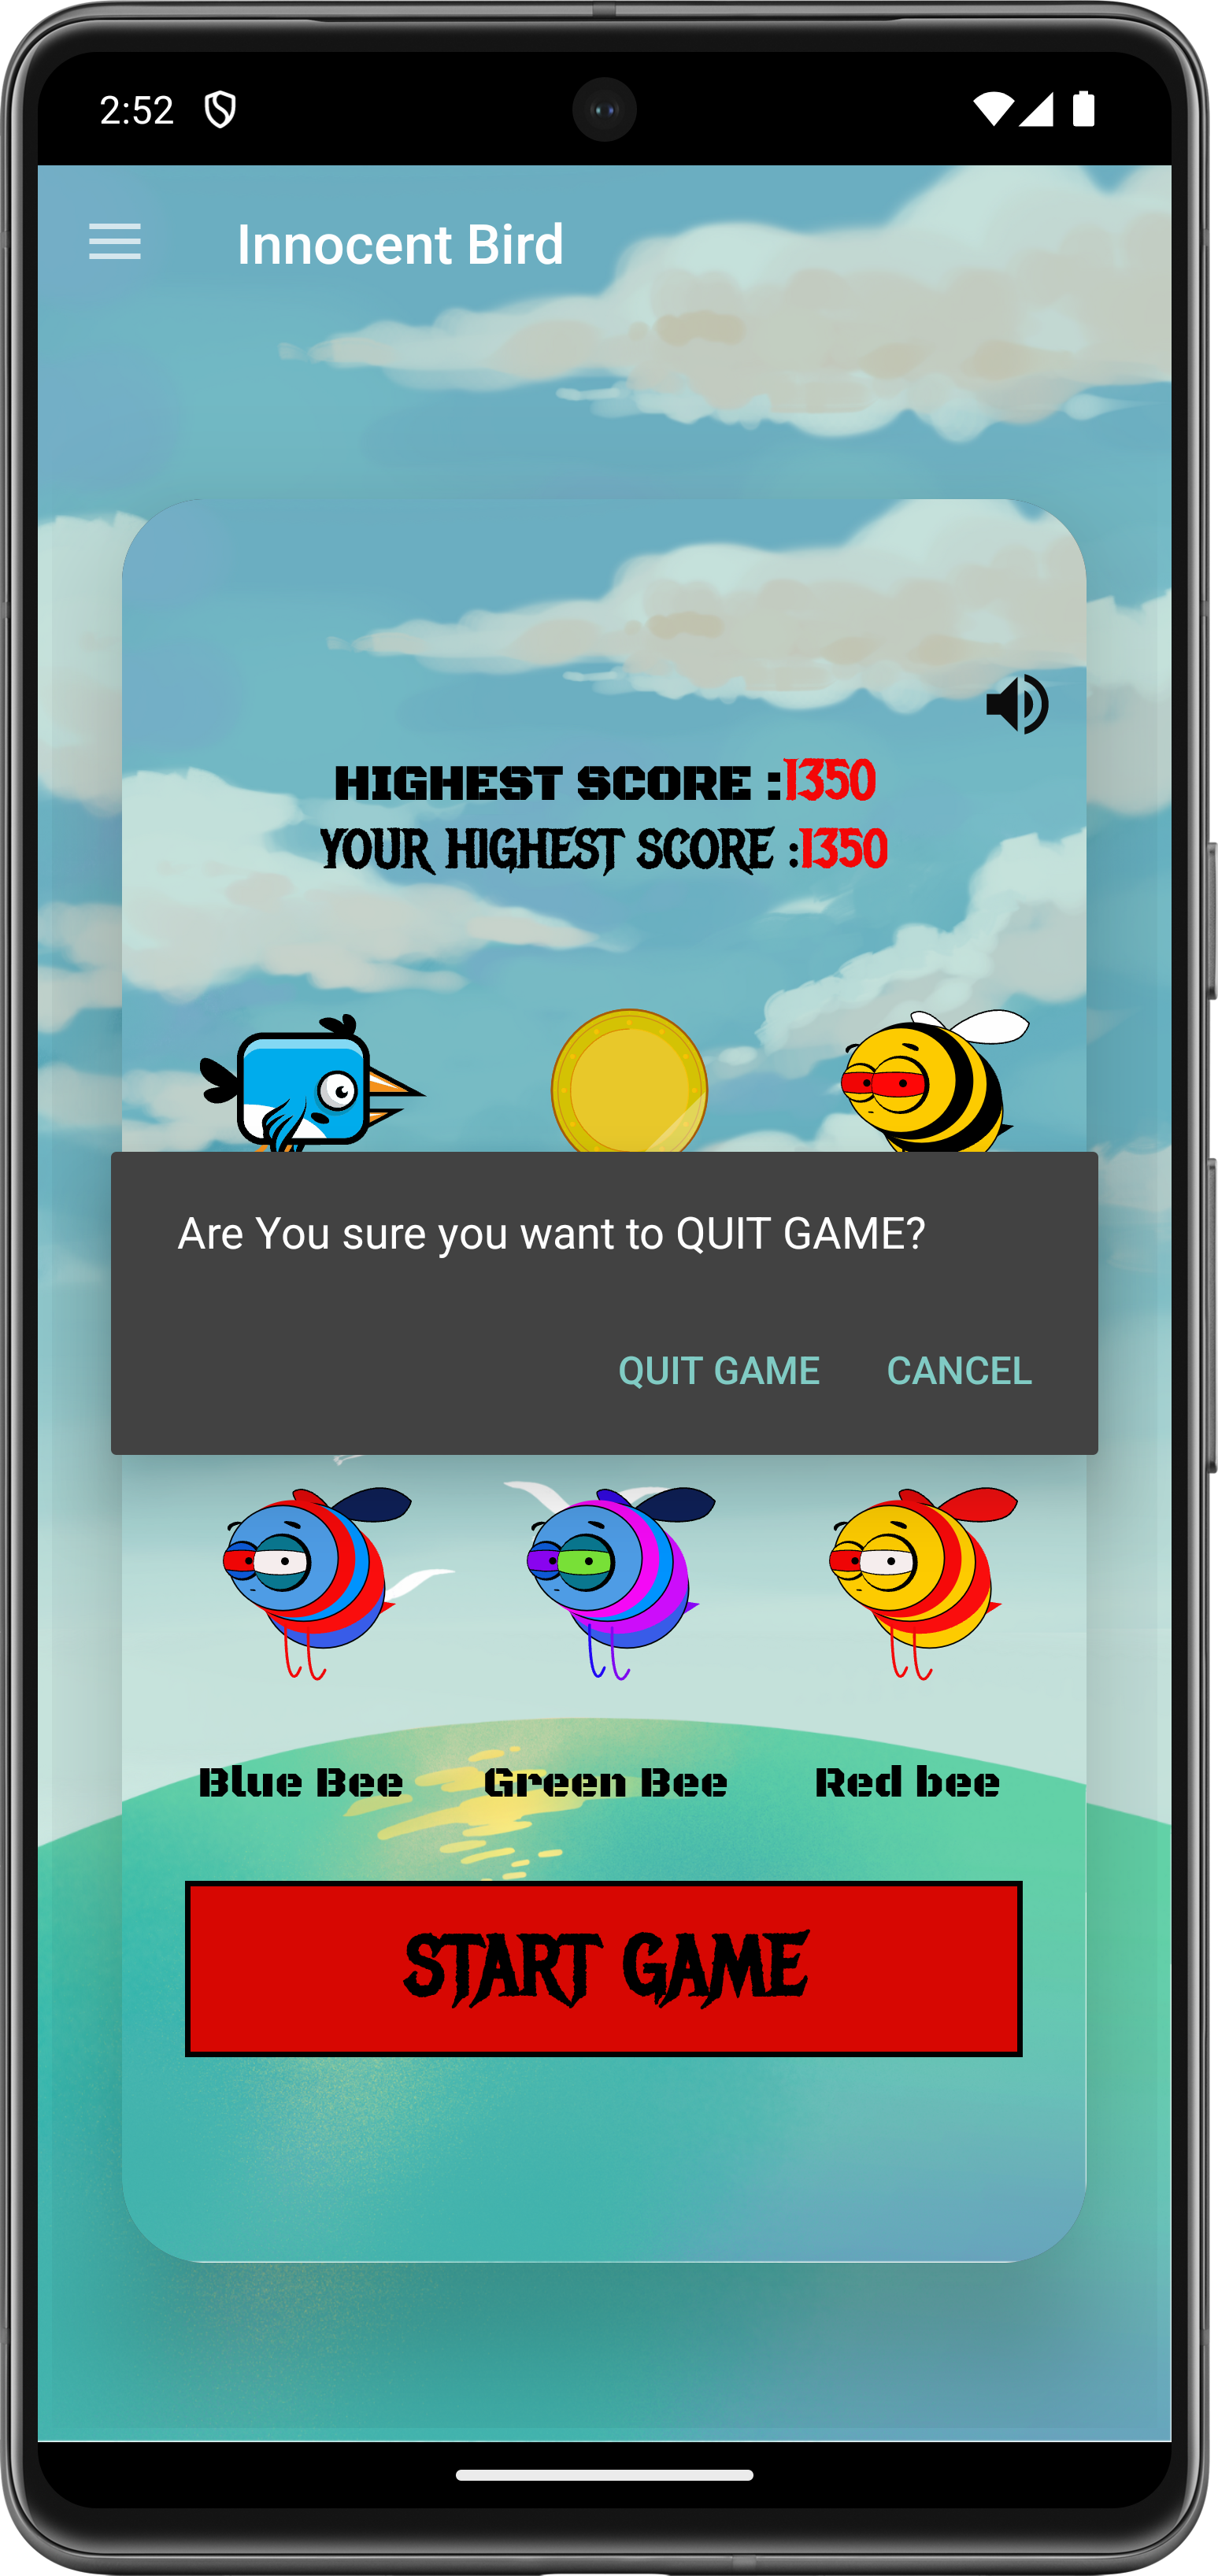 2:52
Innocent Bird
HIGHEST SCORE :1350
YOUR HIGHEST SCORE :1350
Are You sure you want to QUIT GAME?
QUIT GAME CANCEL
Blue Bee Green Bee Red bee
START GAME